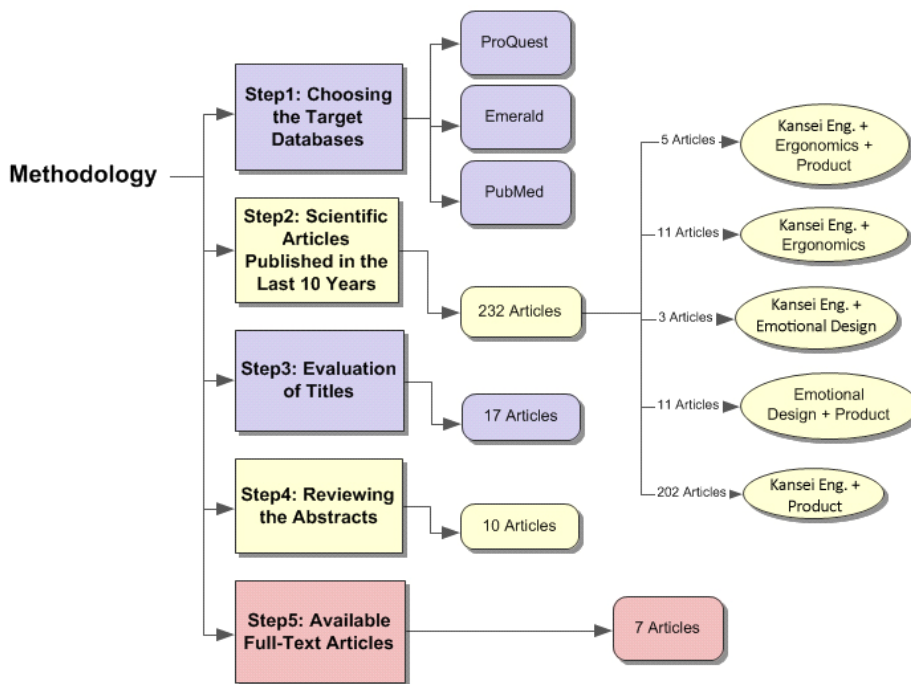 Methodology
Step1: Choosing
the Target
Databases
ProQuest
Emerald
PubMed
Step2: Scientific
Articles
Published in the
Last 10 Years
232 Articles
5 Articles
Kansei Eng. +
Ergonomics +
Product
11 Articles
Kansei Eng. +
Ergonomics
3 Articles
Kansei Eng. +
Emotional Design
11 Articles
Emotional
Design + Product
202 Articles
Kansei Eng. +
Product
Step3: Evaluation
of Titles
17 Articles
Step4: Reviewing
the Abstracts
10 Articles
Step5: Available
Full-Text Articles
7 Articles